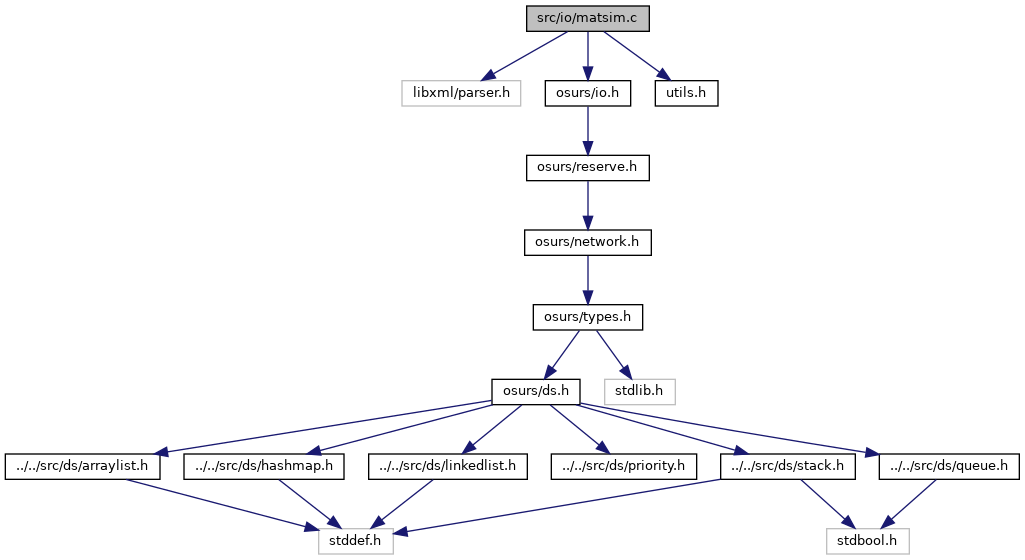 src/io/matsim.c
libxml/parser.h
osurs/io.h
utils.h
osurs/reserve.h
osurs/network.h
osurs/types.h
osurs/ds.h
stdlib.h
../../src/ds/arraylist.h
../../src/ds/hashmap.h
../../src/ds/linkedlist.h
../../src/ds/priority.h
../../src/ds/stack.h
../../src/ds/queue.h
stddef.h
stdbool.h